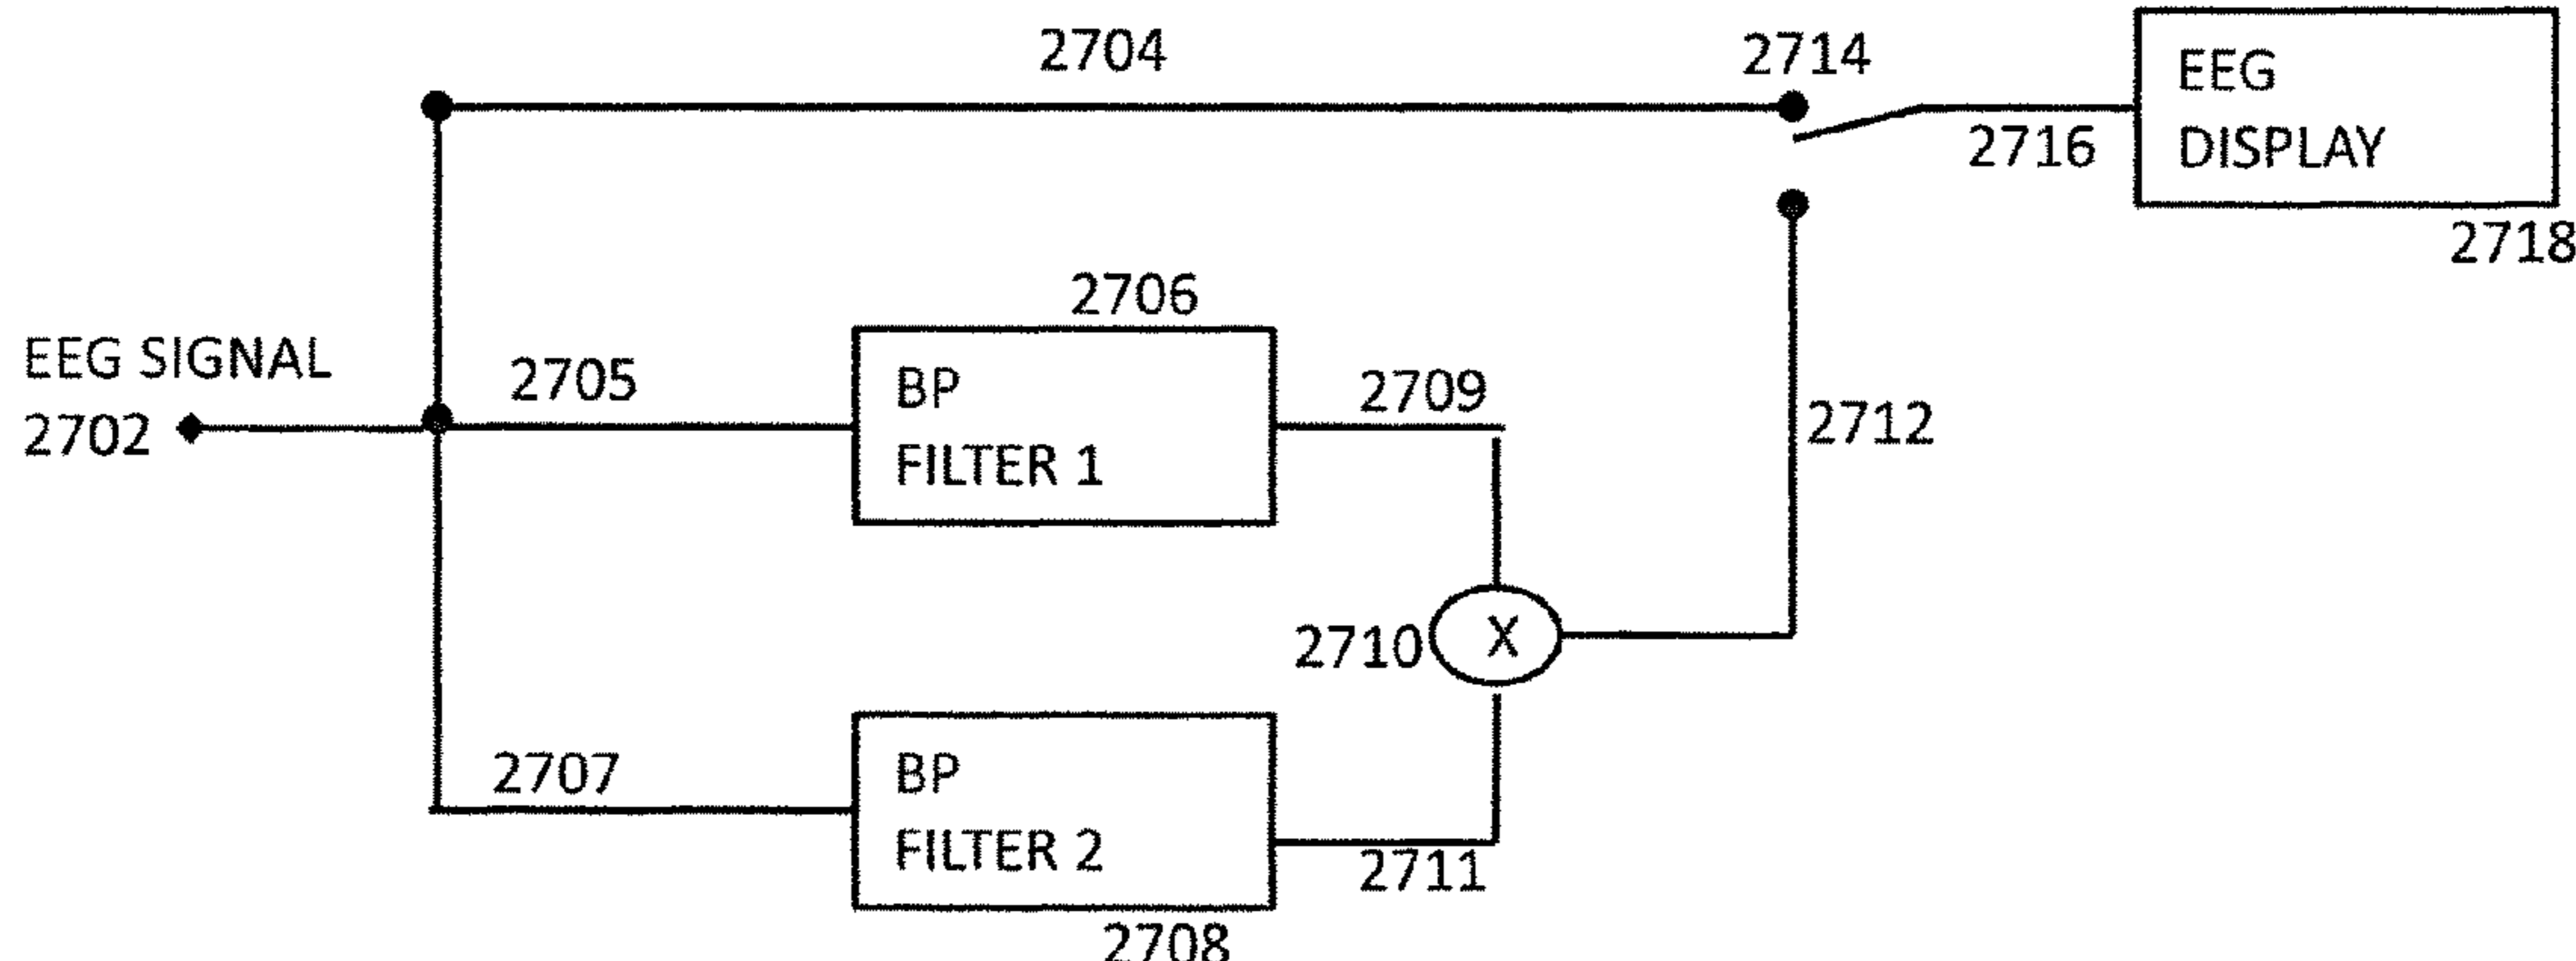 2704
2714
EEG
DISPLAY
2716
2718
2706
EEG SIGNAL
2702
2705
BP
FILTER 1
2709
2712
2710
X
2707
BP
FILTER 2
2711
2708